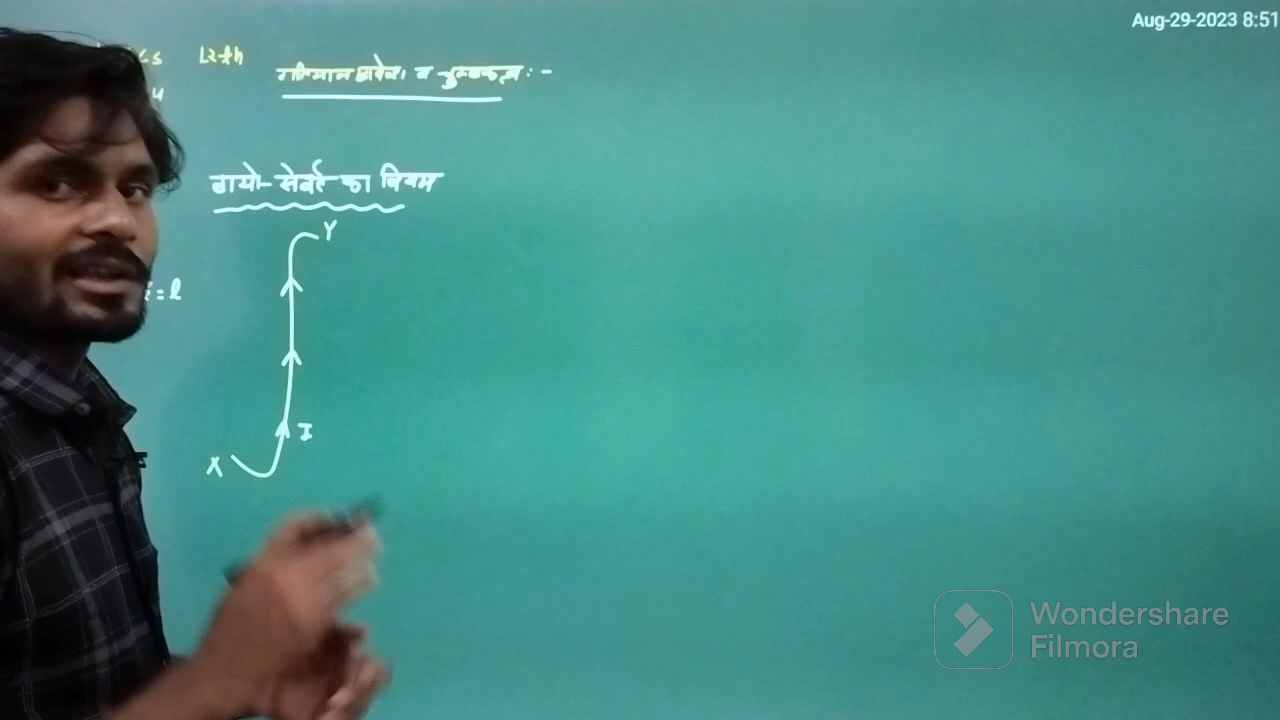 Aug-29-2023 8:51
12th
गतिमान आवेश व चुम्बकत्व :-
बायो-सेवर्ट का नियम
Y
= l
I
X
Wondershare
Filmora